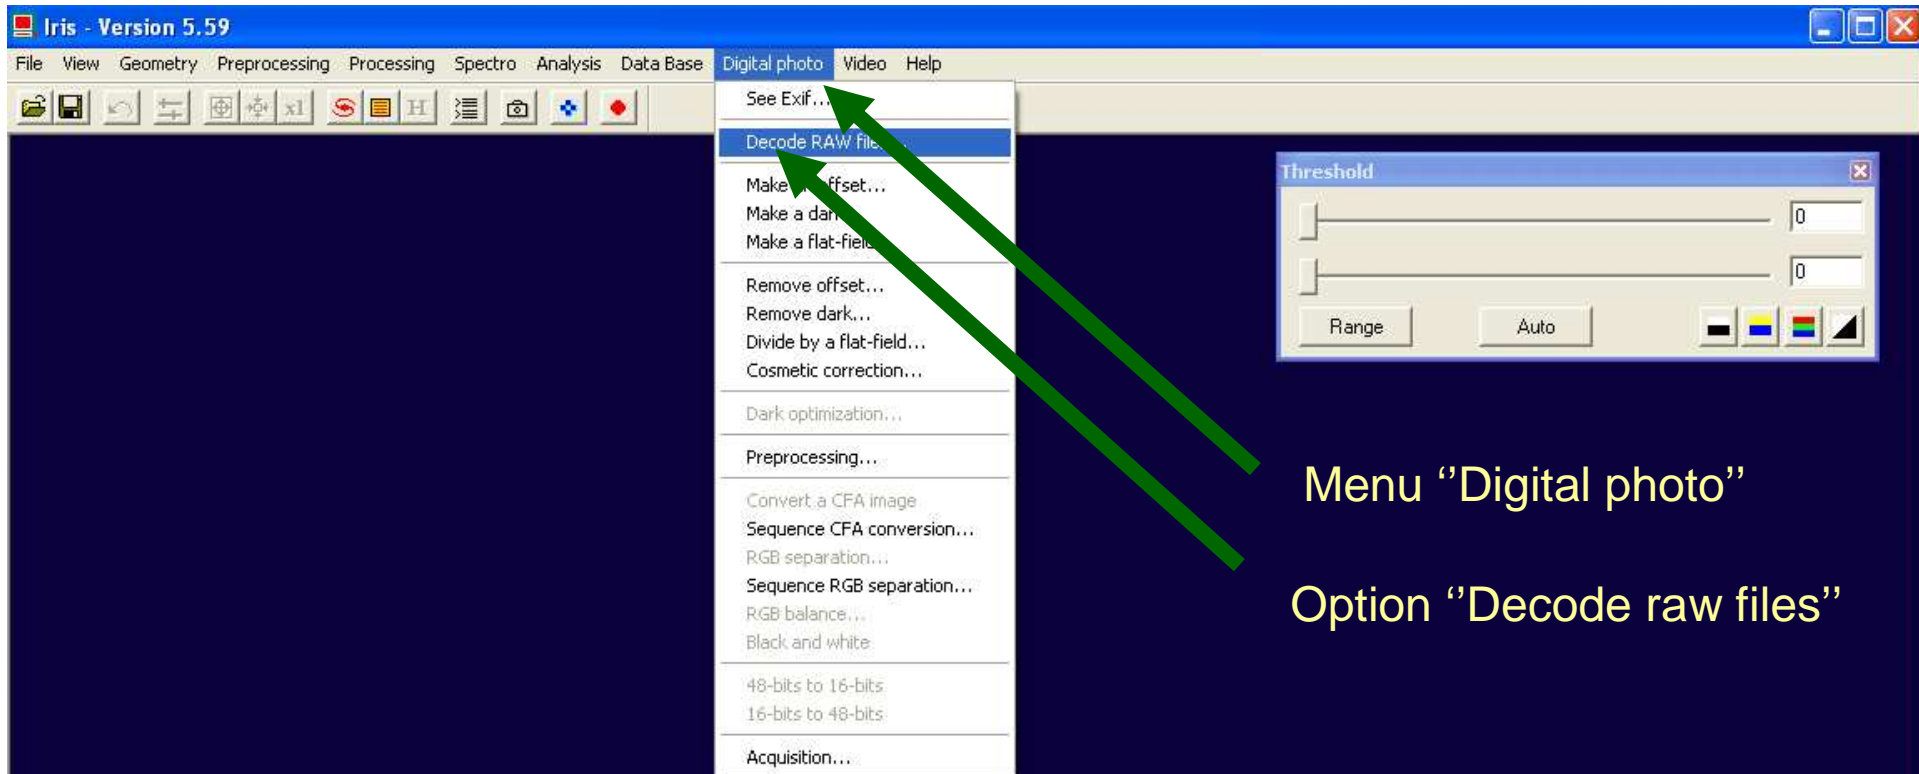 Iris - Version 5.59
File View Geometry Preprocessing Processing Spectro Analysis Data Base Digital photo Video Help
x1 H
See Exif...
Decode RAW file
Make ffset...
Make a dar
Make a flat-field
Remove offset...
Remove dark...
Divide by a flat-field...
Cosmetic correction...
Dark optimization...
Preprocessing...
Convert a CFA image
Sequence CFA conversion...
RGB separation...
Sequence RGB separation...
RGB balance...
Black and white
48-bits to 16-bits
16-bits to 48-bits
Acquisition...
Threshold
0
0
Range Auto
Menu ‘’Digital photo’’
Option ‘’Decode raw files’’